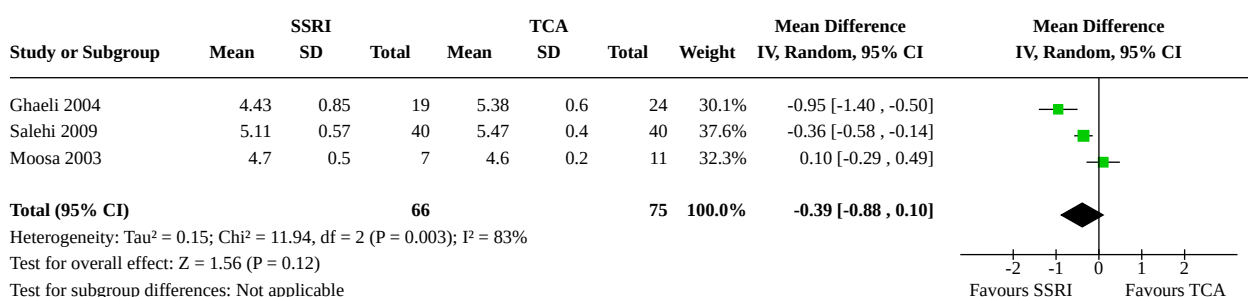 SSRI TCA Mean Difference Mean Difference
Study or Subgroup Mean SD Total Mean SD Total Weight IV, Random, 95% CI IV, Random, 95% CI
Ghaeli 2004 4.43 0.85 19 5.38 0.6 24 30.1% -0.95 [-1.40 , -0.50]
Salehi 2009 5.11 0.57 40 5.47 0.4 40 37.6% -0.36 [-0.58 , -0.14]
Moosa 2003 4.7 0.5 7 4.6 0.2 11 32.3% 0.10 [-0.29 , 0.49]
Total (95% CI) 66 75 100.0% -0.39 [-0.88 , 0.10]
Heterogeneity: Tau² = 0.15; Chi² = 11.94, df = 2 (P = 0.003); I² = 83%
Test for overall effect: Z = 1.56 (P = 0.12)
-2 -1 0 1 2
Test for subgroup differences: Not applicable Favours SSRI Favours TCA